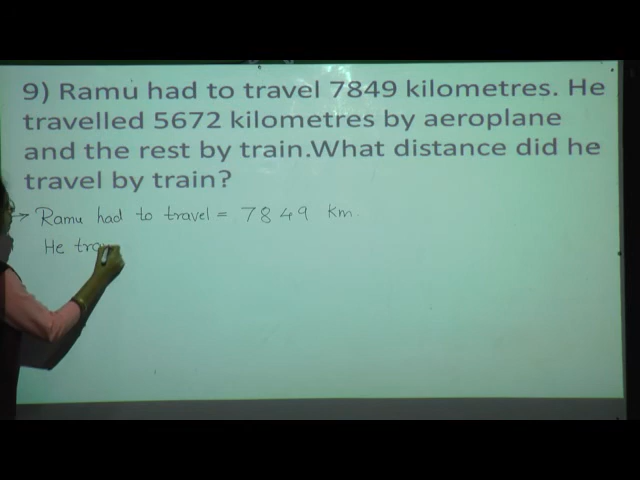 9) Ramu had to travel 7849 kilometres. He
travelled 5672 kilometres by aeroplane
and the rest by train.What distance did he
travel by train?
→ Ramu had to travel = 7849 km.
He trav